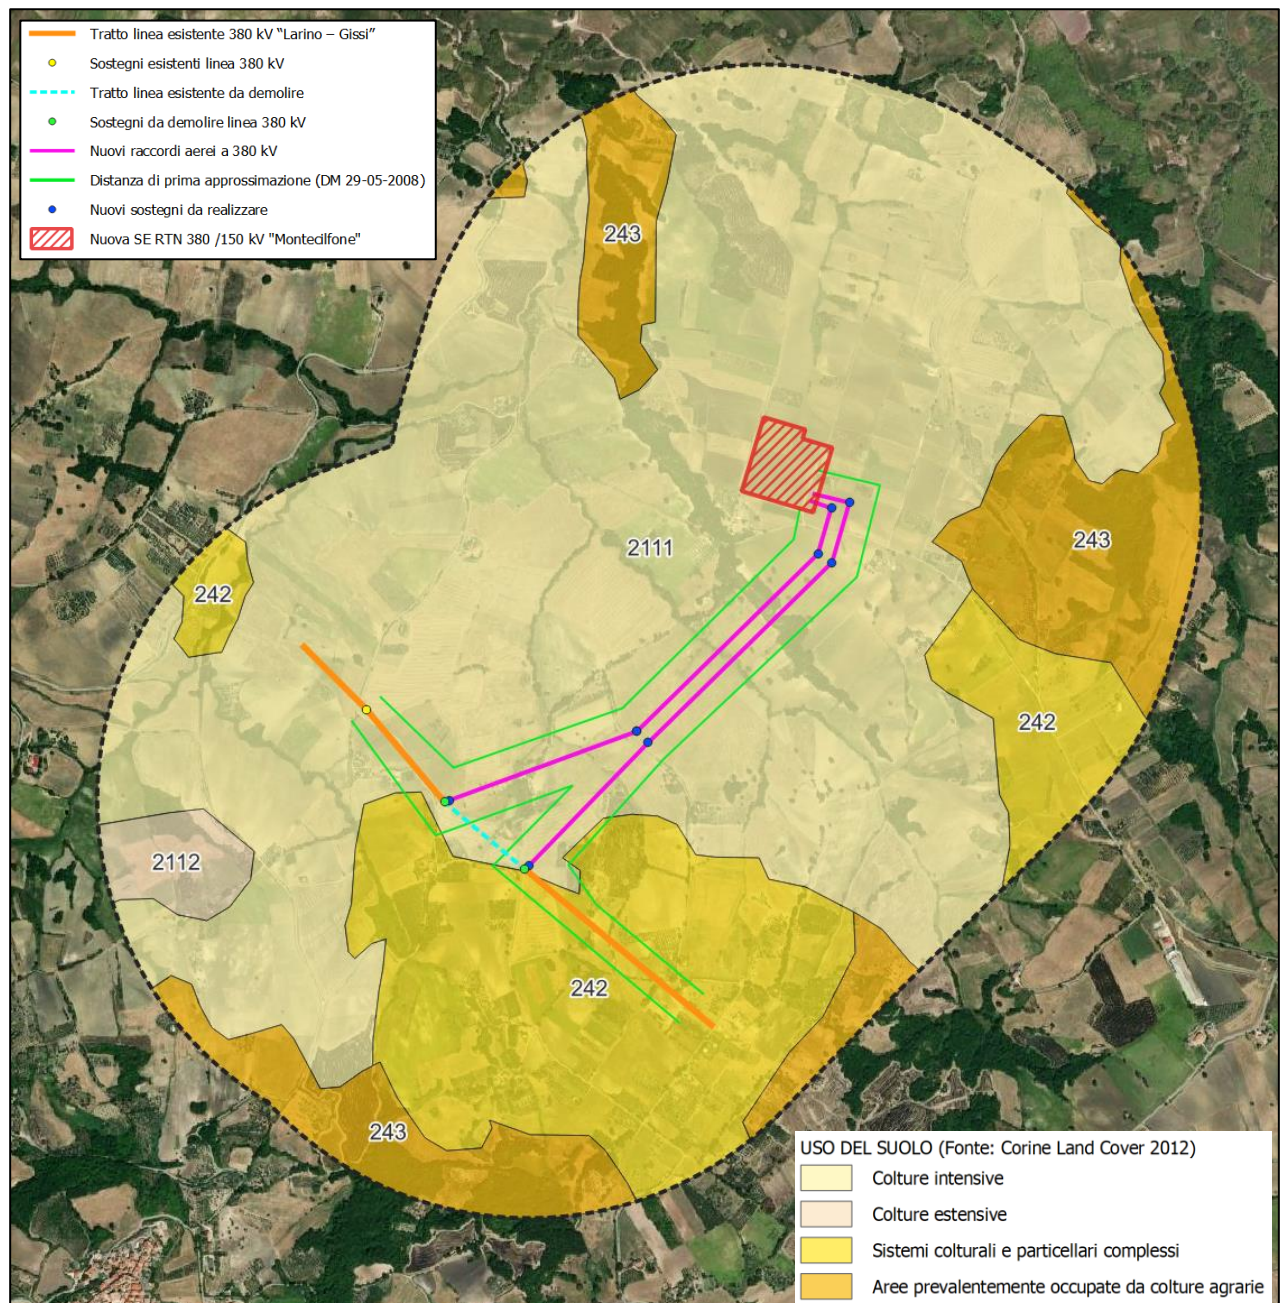 Tratto linea esistente 380 kV “Larino – Gissi”
Sostegni esistenti linea 380 kV
Tratto linea esistente da demolire
Sostegni da demolire linea 380 kV
Nuovi raccordi aerei a 380 kV
Distanza di prima approssimazione (DM 29-05-2008)
Nuovi sostegni da realizzare
Nuova SE RTN 380 /150 kV "Montecilfone"
243
2111
243
242
242
2112
242
243
USO DEL SUOLO (Fonte: Corine Land Cover 2012)
Colture intensive
Colture estensive
Sistemi colturali e particellari complessi
Aree prevalentemente occupate da colture agrarie